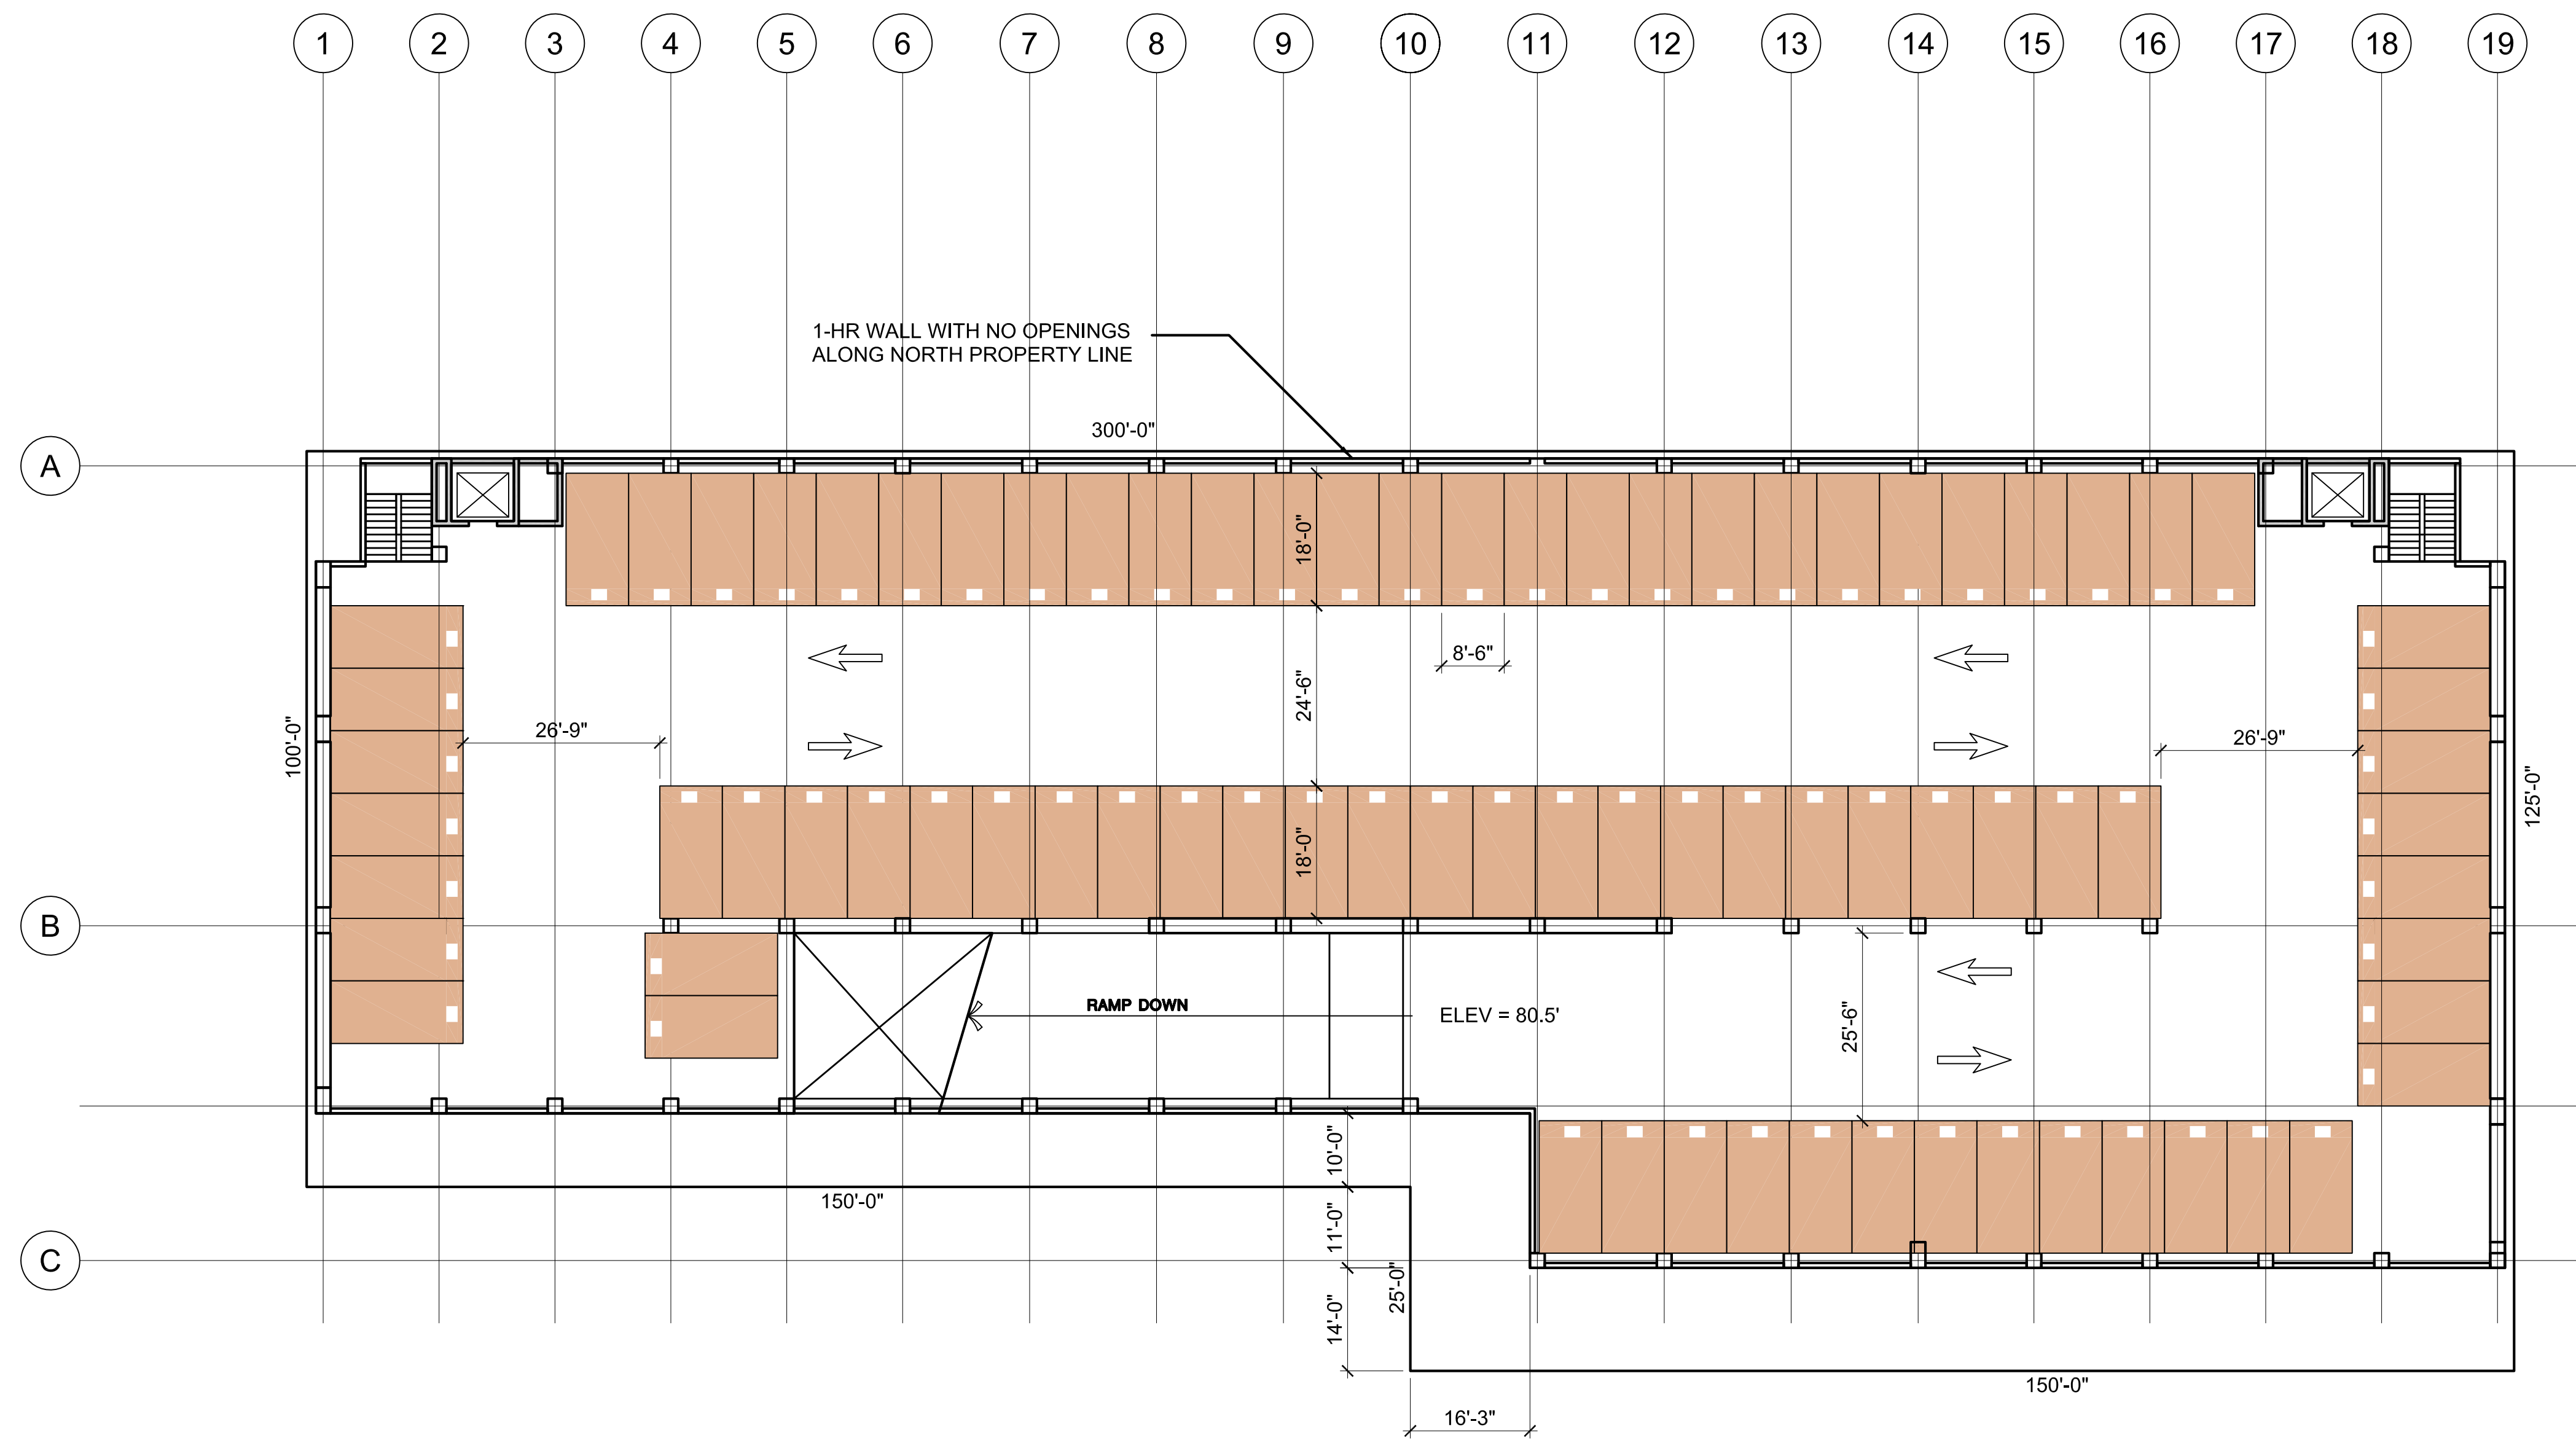 1 2 3 4 5 6 7 8 9 10 11 12 13 14 15 16 17 18 19
1-HR WALL WITH NO OPENINGS
ALONG NORTH PROPERTY LINE
300'-0"
A
18'-0"
8'-6"
24'-6"
26'-9"
26'-9"
100'-0"
125'-0"
18'-0"
B
RAMP DOWN
ELEV = 80.5'
25'-6"
10'-0"
150'-0"
11'-0"
C
25'-0"
14'-0"
150'-0"
16'-3"